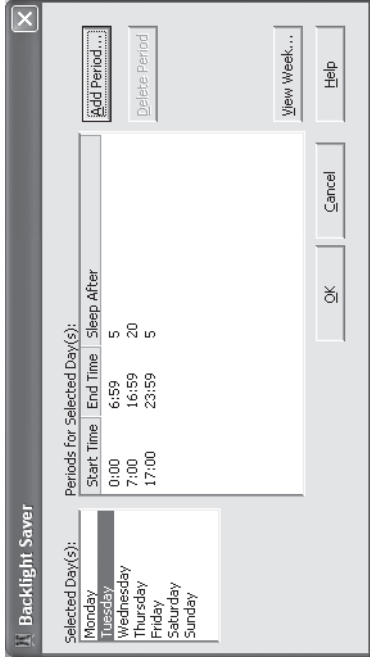 Backlight Saver
Selected Day(s):
Monday
Tuesday
Wednesday
Thursday
Friday
Saturday
Sunday
Periods for Selected Day(s):
Start Time End Time Sleep After
0:00 6:59 5
7:00 16:59 20
17:00 23:59 5
Add Period...
Delete Period
View Week...
OK Cancel Help